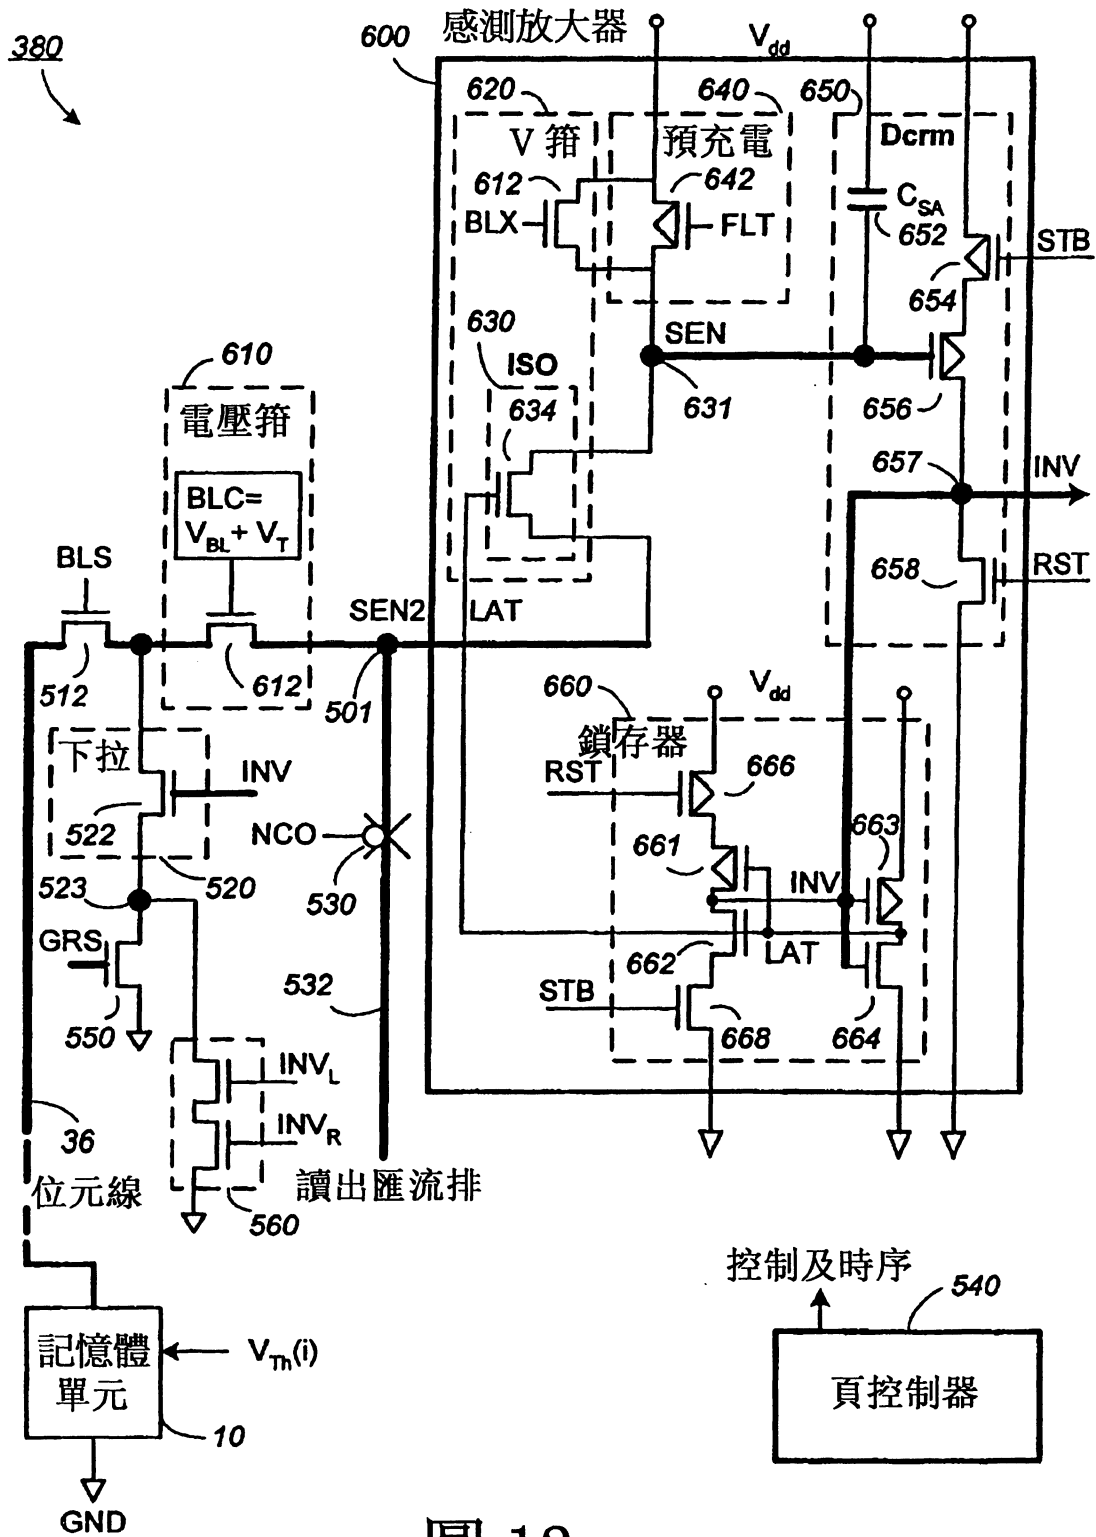 380
感測放大器
600
Vdd
620
640
650
V 箝
預充電
Dcrm
612
642
BLX
FLT
CSA
652
STB
654
630
SEN
ISO
634
631
656
610
電壓箝
BLC=
VBL + VT
657
INV
BLS
658
RST
SEN2
LAT
512
612
501
660
Vdd
鎖存器
下拉
INV
RST
666
522
NCO
661
663
523
520
530
INV
GRS
662
LAT
532
STB
550
668
664
INVL
36
INVR
位元線
讀出匯流排
560
控制及時序
540
記憶體
單元
VTh(i)
頁控制器
10
GND